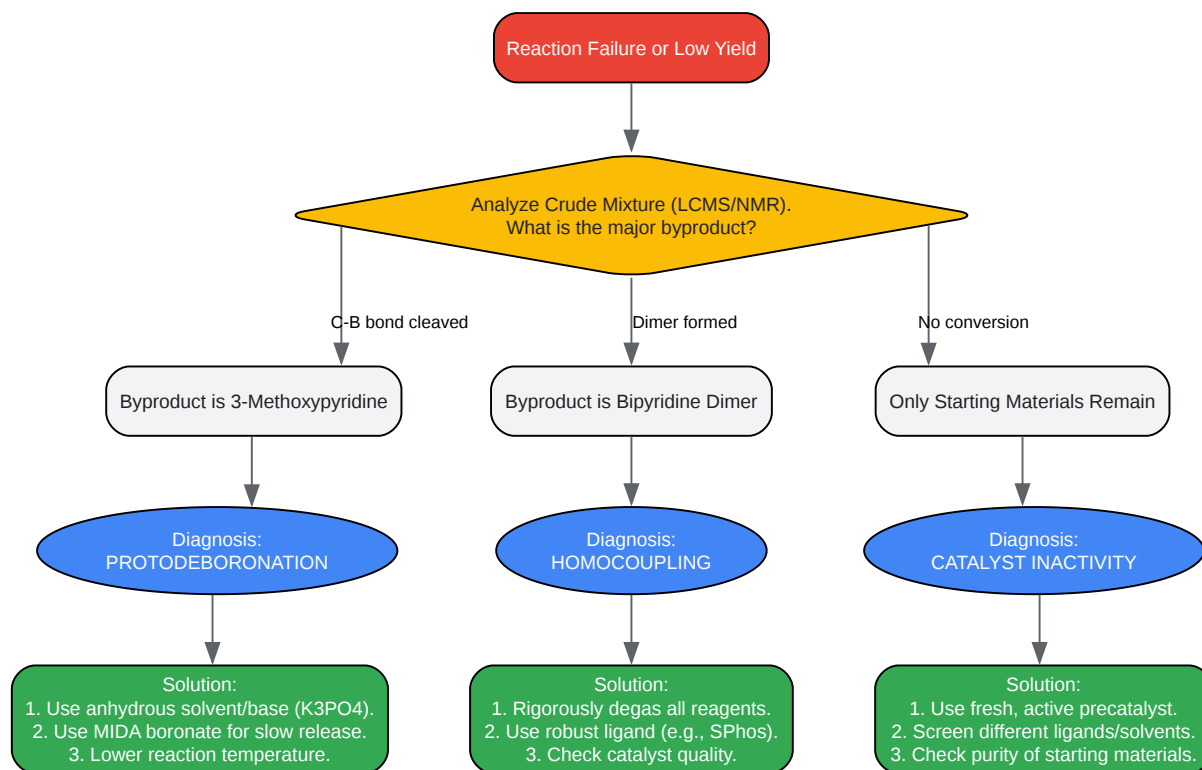 Reaction Failure or Low Yield
Analyze Crude Mixture (LCMS/NMR).
What is the major byproduct?
C-B bond cleaved
Dimer formed
No conversion
Byproduct is 3-Methoxypyridine
Byproduct is Bipyridine Dimer
Only Starting Materials Remain
Diagnosis:
PROTODEBORONATION
Diagnosis:
HOMOCOUPLING
Diagnosis:
CATALYST INACTIVITY
Solution:
1. Use anhydrous solvent/base (K3PO4).
2. Use MIDA boronate for slow release.
3. Lower reaction temperature.
Solution:
1. Rigorously degas all reagents.
2. Use robust ligand (e.g., SPhos).
3. Check catalyst quality.
Solution:
1. Use fresh, active precatalyst.
2. Screen different ligands/solvents.
3. Check purity of starting materials.